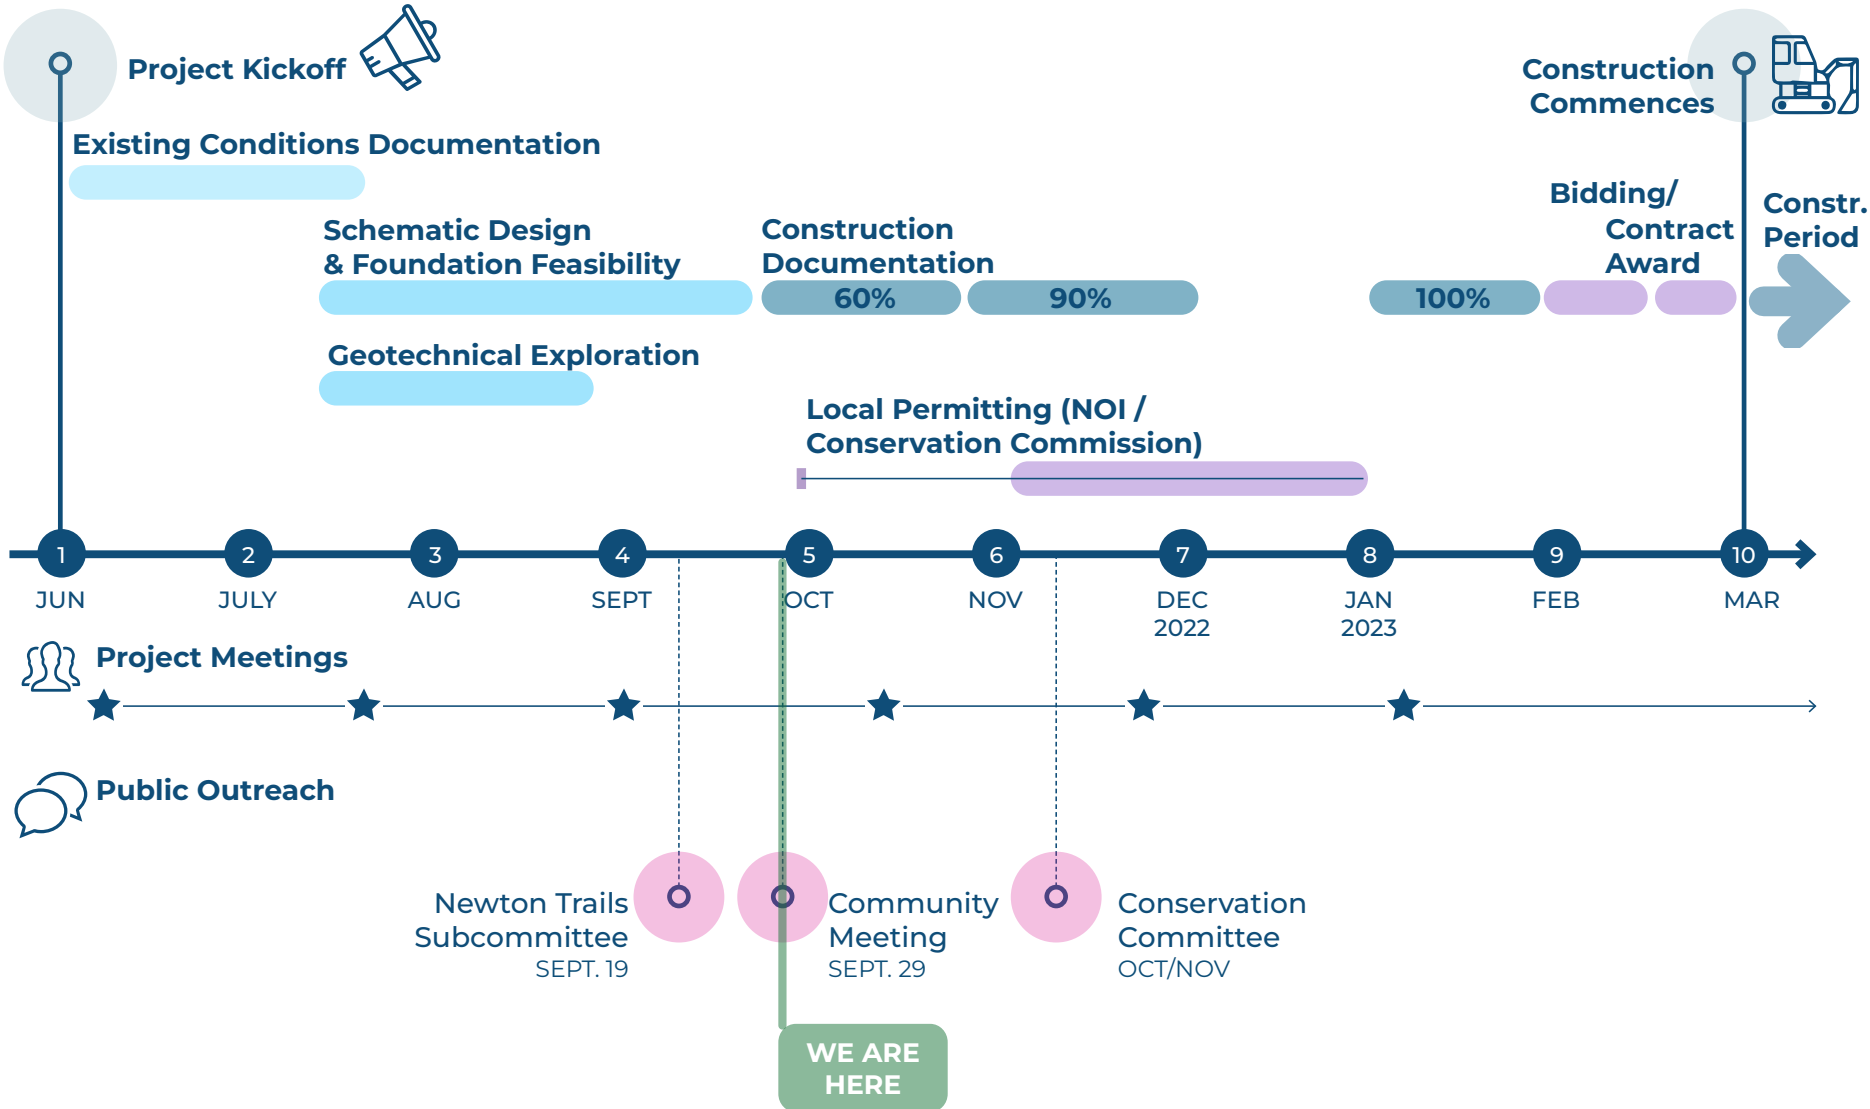 Project Kickoff
Construction
Commences
Existing Conditions Documentation
Bidding/
Contract
Award
Constr.
Period
Schematic Design
& Foundation Feasibility
Construction
Documentation
60%
90%
100%
Geotechnical Exploration
Local Permitting (NOI /
Conservation Commission)
1
2
3
4
5
6
7
8
9
10
JUN
JULY
AUG
SEPT
OCT
NOV
DEC
2022
JAN
2023
FEB
MAR
Project Meetings
Public Outreach
Newton Trails
Subcommittee
SEPT. 19
Community
Meeting
SEPT. 29
Conservation
Committee
OCT/NOV
WE ARE
HERE